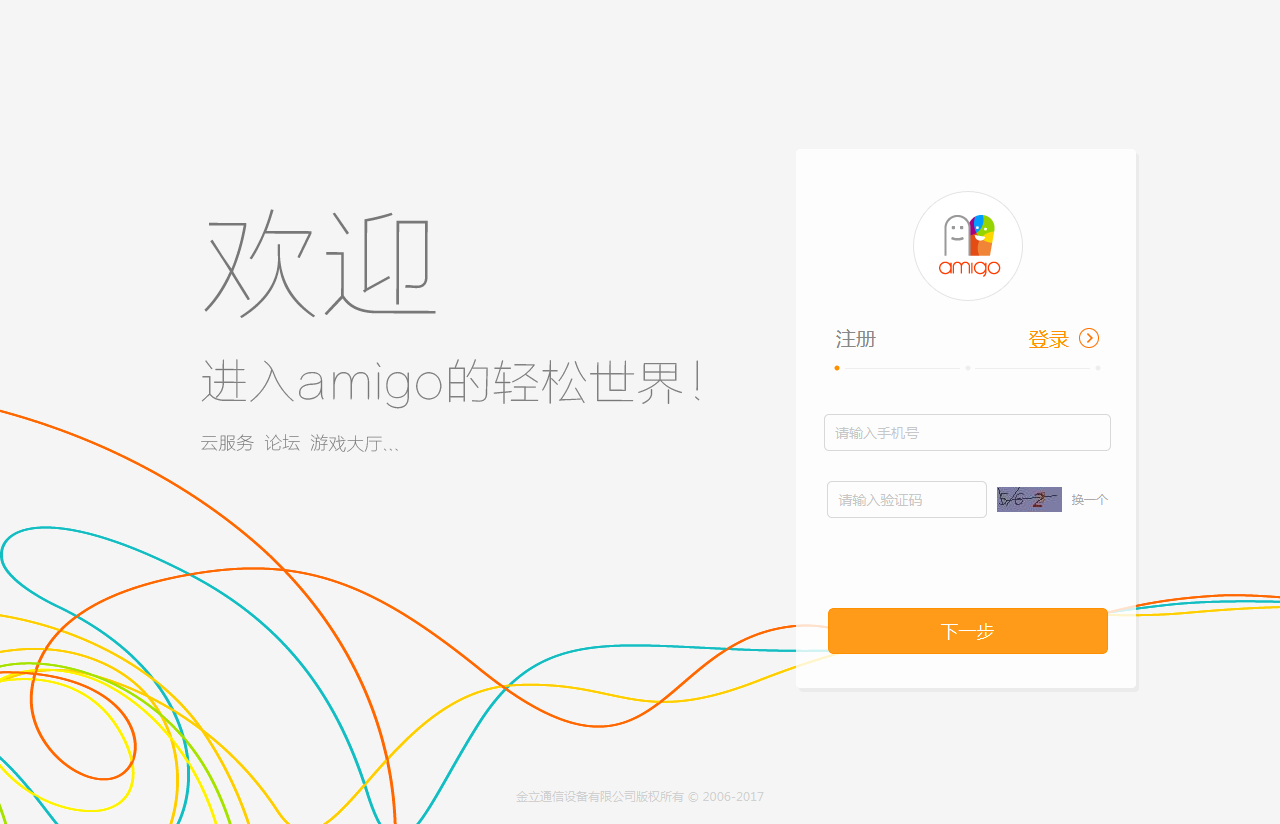 欢迎
进入amigo的轻松世界！
云服务 论坛 游戏大厅...
amigo
注册
登录
请输入手机号
请输入验证码
换一个
下一步
金立通信设备有限公司版权所有 © 2006-2017